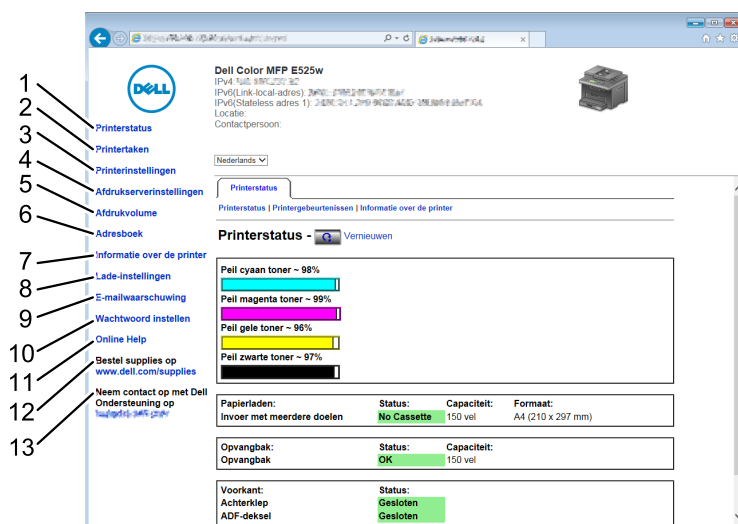 Dell Color MFP E525w
IPv4:
IPv6(Link-local-adres):
IPv6(Stateless adres 1):
Locatie:
Contactpersoon:
DELL
Nederlands
1
2
3
4
5
6
7
8
9
10
11
12
13
Printerstatus
Printertaken
Printerinstellingen
Afdrukserverinstellingen
Afdrukvolume
Adresboek
Informatie over de printer
Lade-instellingen
E-mailwaarschuwing
Wachtwoord instellen
Online Help
Bestel supplies op
www.dell.com/supplies
Neem contact op met Dell
Ondersteuning op
Printerstatus
Printerstatus | Printergebeurtenissen | Informatie over de printer
Printerstatus - Vernieuwen
Peil cyaan toner ~ 98%
Peil magenta toner ~ 99%
Peil gele toner ~ 96%
Peil zwarte toner ~ 97%
Papierladen: Status: Capaciteit: Formaat:
Invoer met meerdere doelen No Cassette 150 vel A4 (210 x 297 mm)
Opvangbak: Status: Capaciteit:
Opvangbak OK 150 vel
Voorkant: Status:
Achterklep Gesloten
ADF-deksel Gesloten